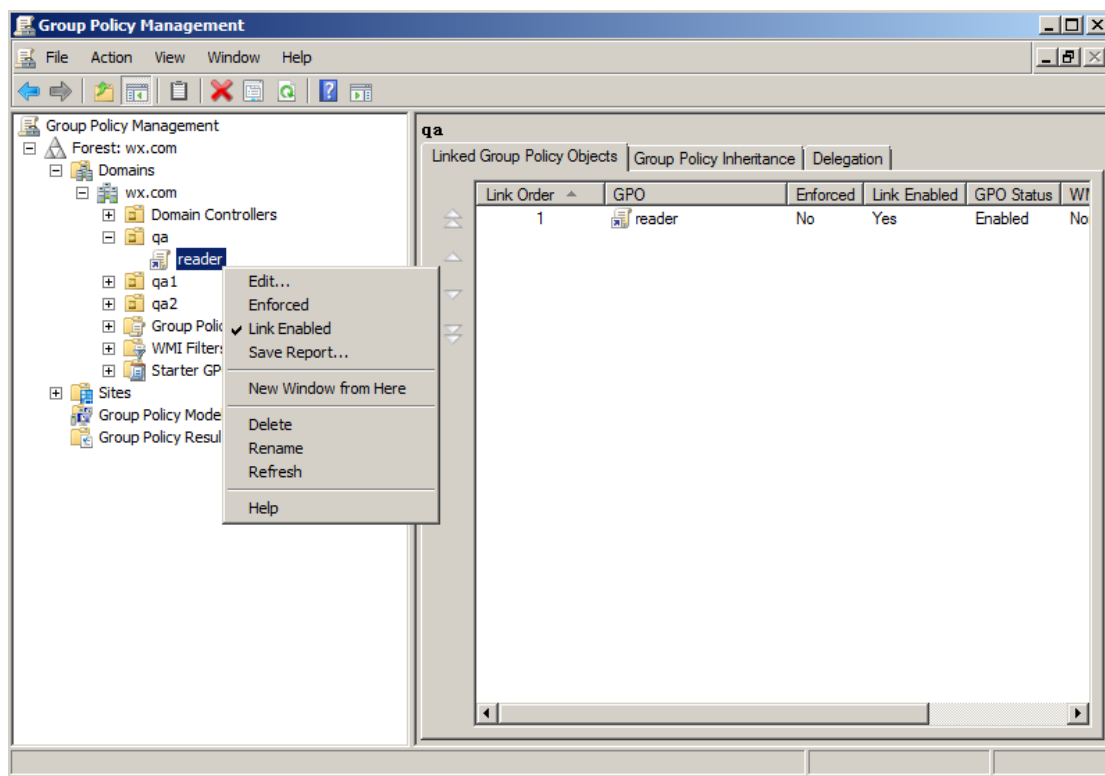 Group Policy Management
File Action View Window Help
Group Policy Management
Forest: wx.com
Domains
wx.com
Domain Controllers
qa
reader
qa1
qa2
Group Polic
WMI Filter
Starter GP
Sites
Group Policy Mode
Group Policy Resul
Edit...
Enforced
Link Enabled
Save Report...
New Window from Here
Delete
Rename
Refresh
Help
qa
Linked Group Policy Objects Group Policy Inheritance Delegation
Link Order GPO Enforced Link Enabled GPO Status WM
1 reader No Yes Enabled No